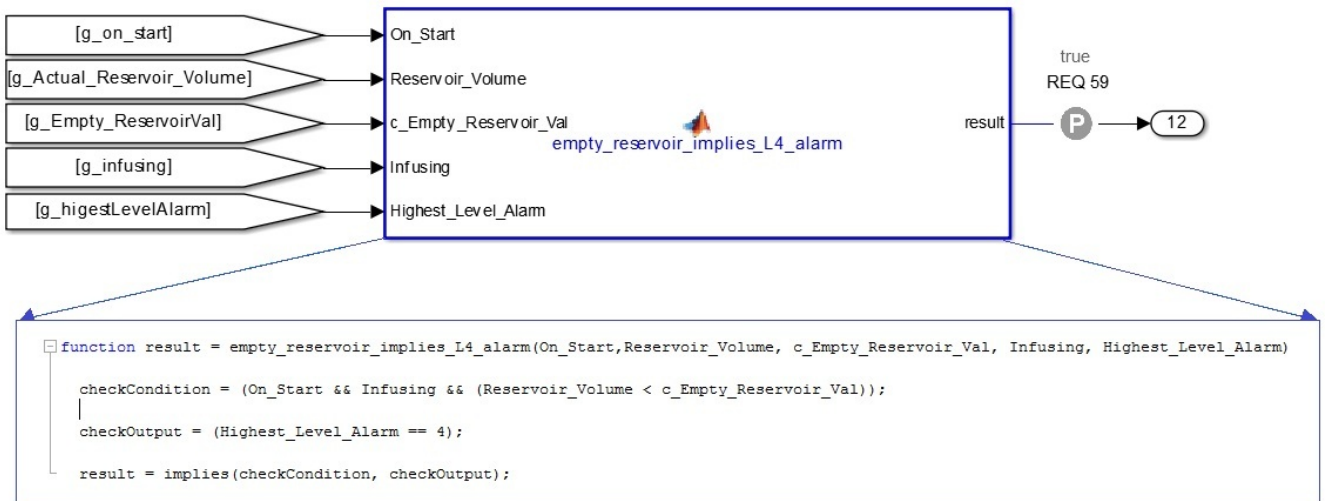 [g_on_start]
On_Start
[g_Actual_Reservoir_Volume]
Reservoir_Volume
[g_Empty_ReservoirVal]
c_Empty_Reservoir_Val
[g_infusing]
Infusing
[g_higestLevelAlarm]
Highest_Level_Alarm
empty_reservoir_implies_L4_alarm
result
true
REQ 59
P
12
function result = empty_reservoir_implies_L4_alarm(On_Start,Reservoir_Volume, c_Empty_Reservoir_Val, Infusing, Highest_Level_Alarm)
checkCondition = (On_Start && Infusing && (Reservoir_Volume < c_Empty_Reservoir_Val));
checkOutput = (Highest_Level_Alarm == 4);
result = implies(checkCondition, checkOutput);